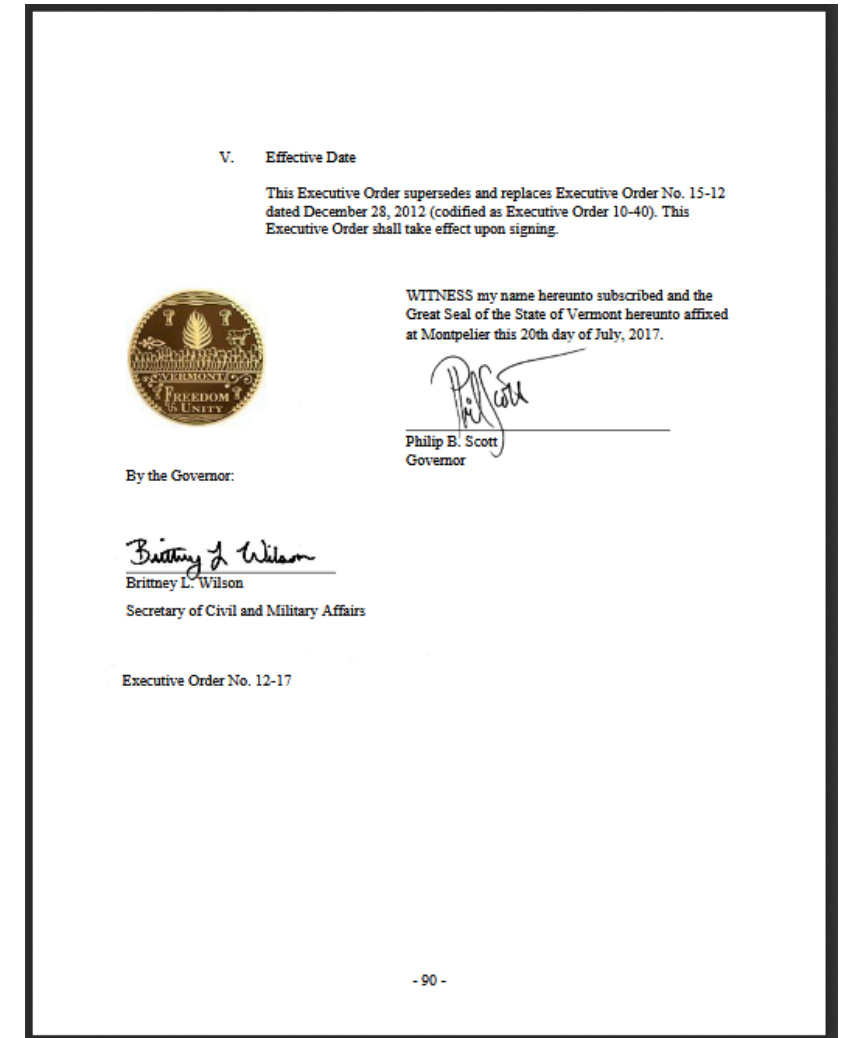 V. Effective Date
This Executive Order supersedes and replaces Executive Order No. 15-12
dated December 28, 2012 (codified as Executive Order 10-40). This
Executive Order shall take effect upon signing.
VERMONT
FREEDOM
& UNITY
WITNESS my name hereunto subscribed and the
Great Seal of the State of Vermont hereunto affixed
at Montpelier this 20th day of July, 2017.
Phil Scott
Philip B. Scott
Governor
By the Governor:
Brittney L Wilson
Brittney L. Wilson
Secretary of Civil and Military Affairs
Executive Order No. 12-17
- 90 -